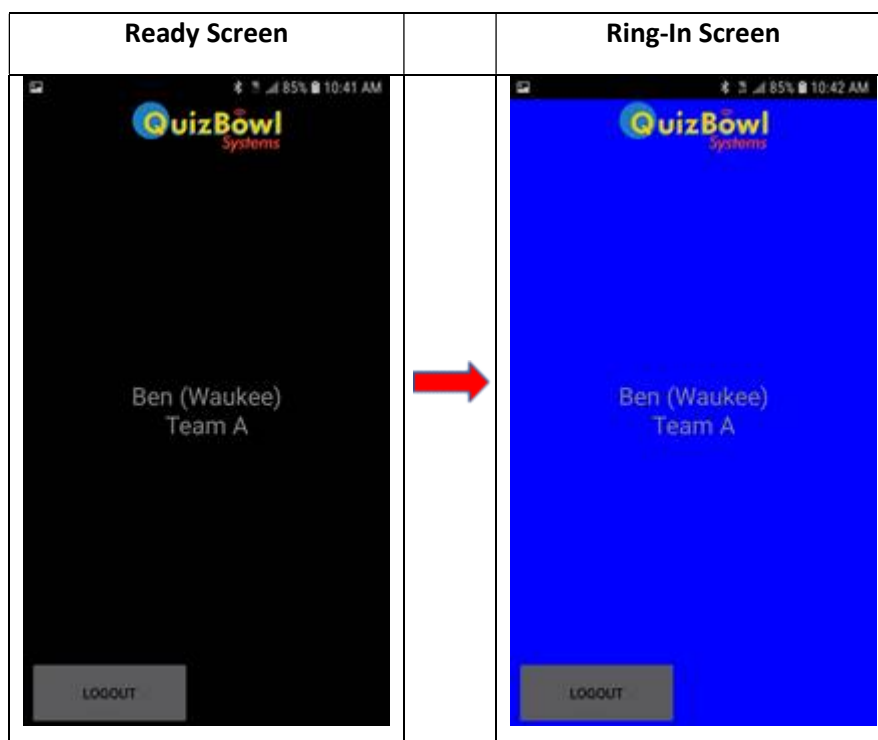 Ready Screen
Ring-In Screen
85% 10:41 AM
QuizBowl
Systems
Ben (Waukee)
Team A
LOGOUT
85% 10:42 AM
QuizBowl
Systems
Ben (Waukee)
Team A
LOGOUT